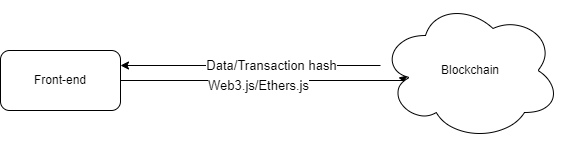 Front-end
Data/Transaction hash
Web3.js/Ethers.js
Blockchain